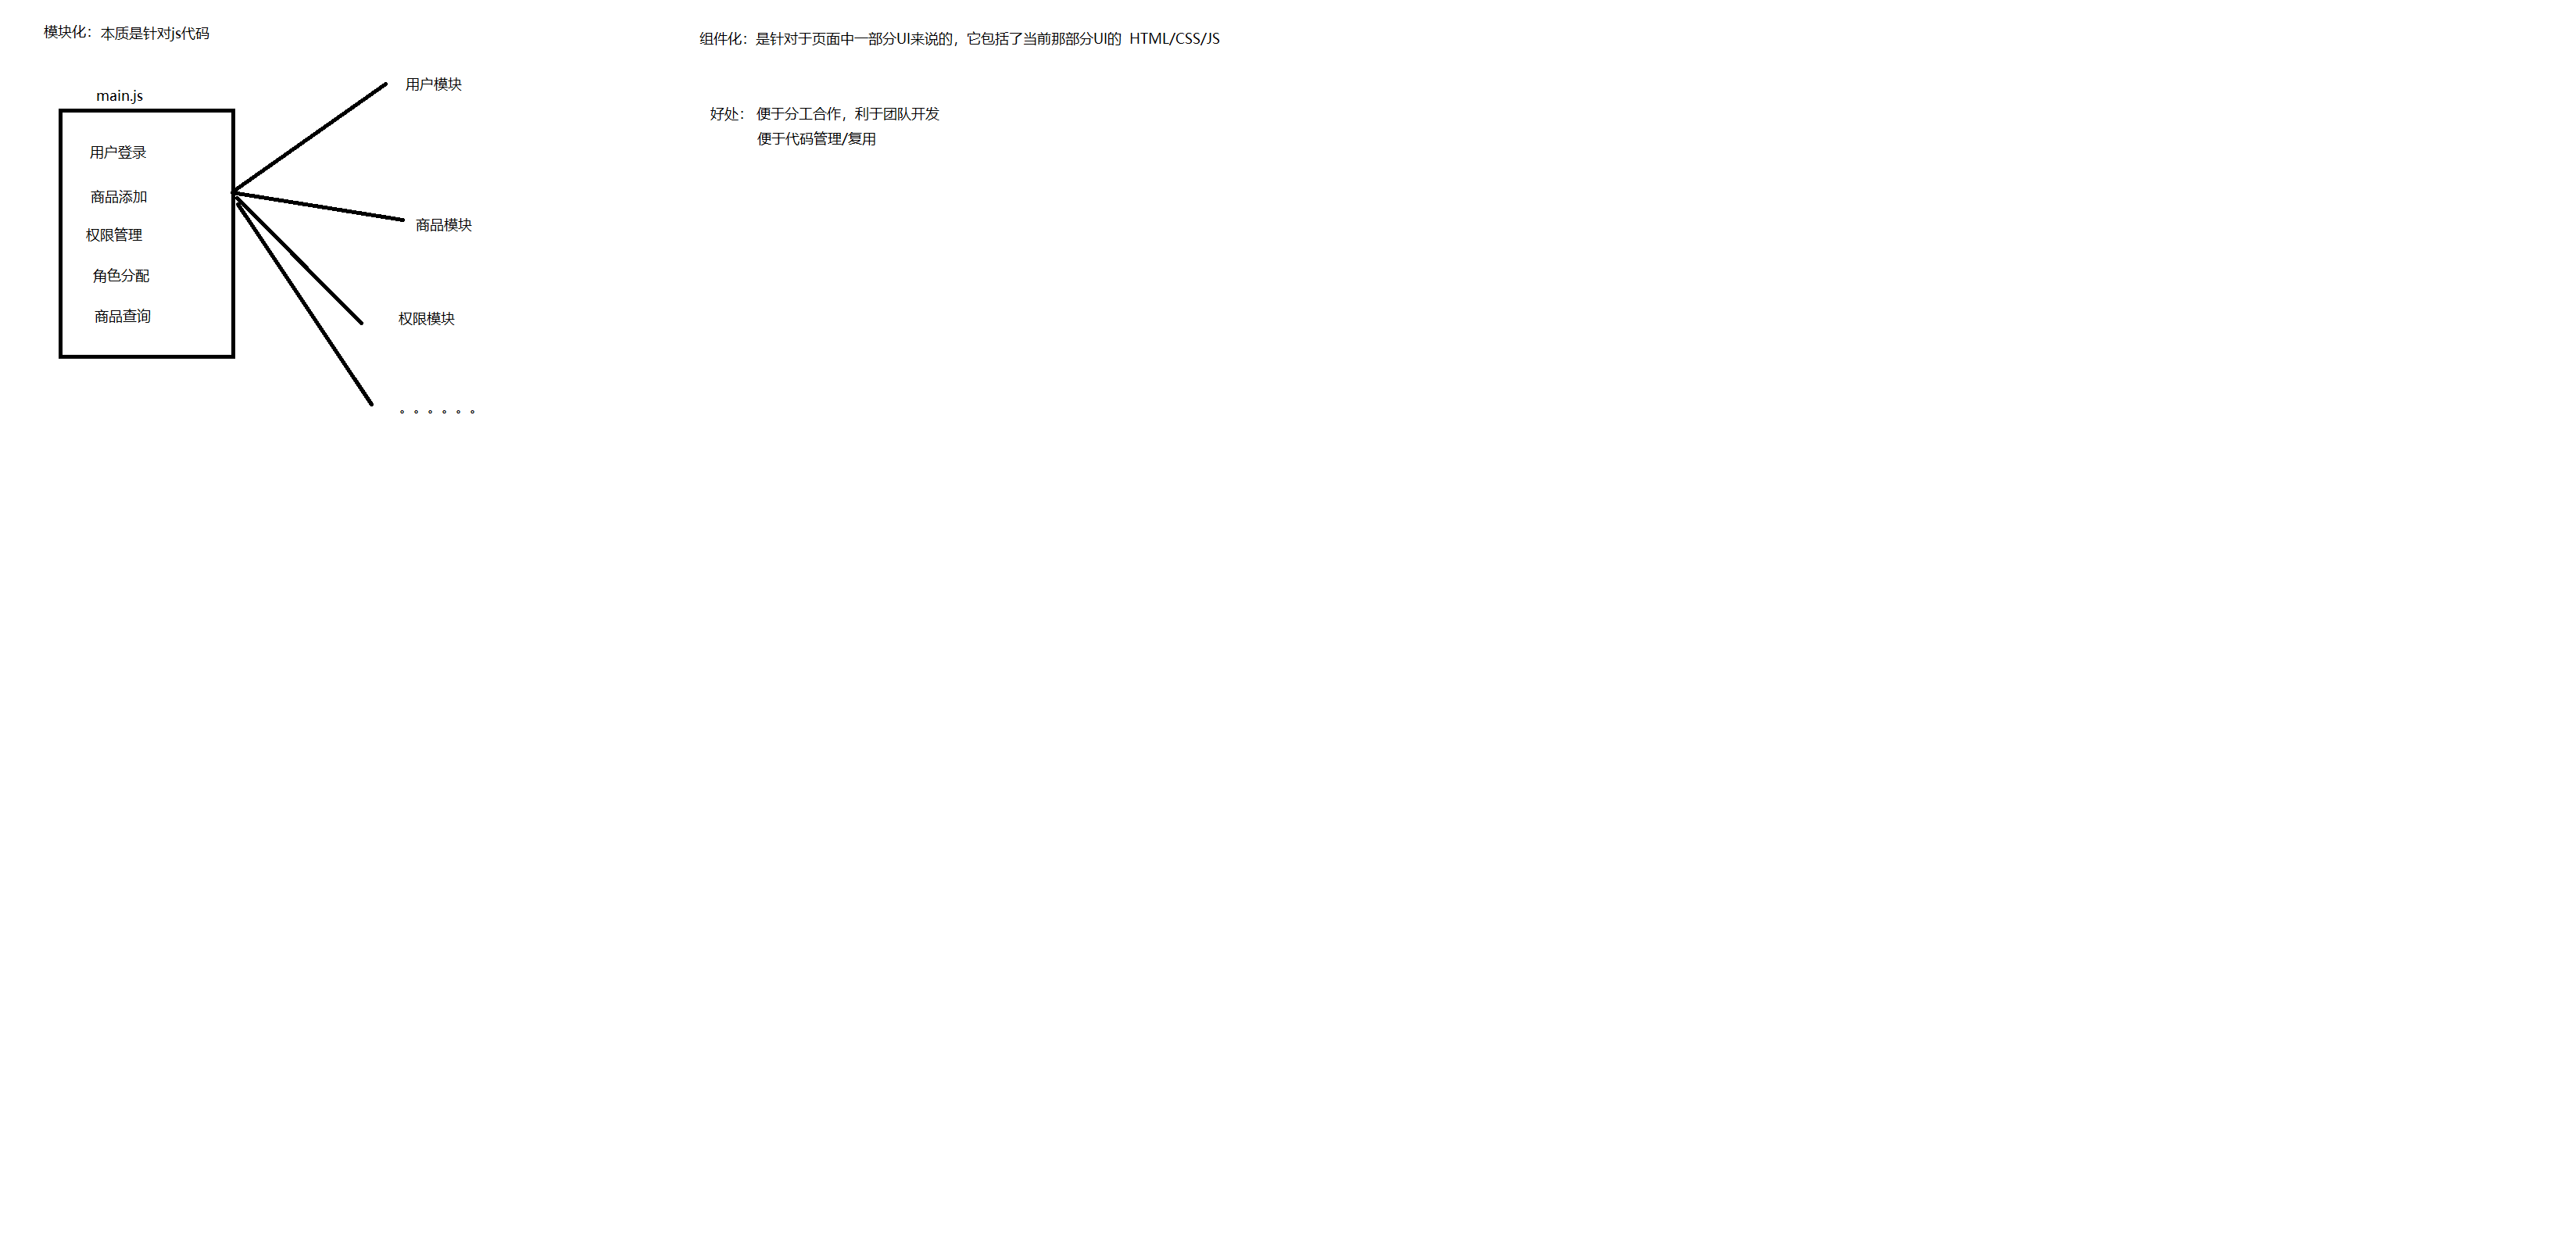 模块化：本质是针对js代码
main.js
用户登录
商品添加
权限管理
角色分配
商品查询
用户模块
商品模块
权限模块
。。。。。。
组件化：是针对于页面中一部分UI来说的，它包括了当前那部分UI的 HTML/CSS/JS
好处： 便于分工合作，利于团队开发
便于代码管理/复用